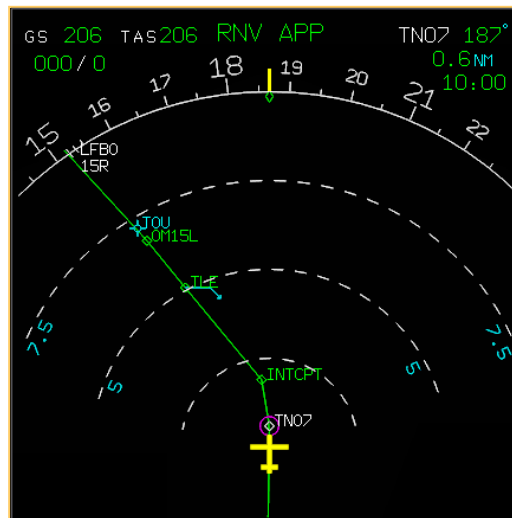 GS 206 TAS206 RNV APP TN07 187°
000/0 0.6NM
10:00
15 16 17 18 19 20 21 22
LFBO
15R
TOU
OM15L
TLE
7.5 5 5 7.5
INTCPT
TN07